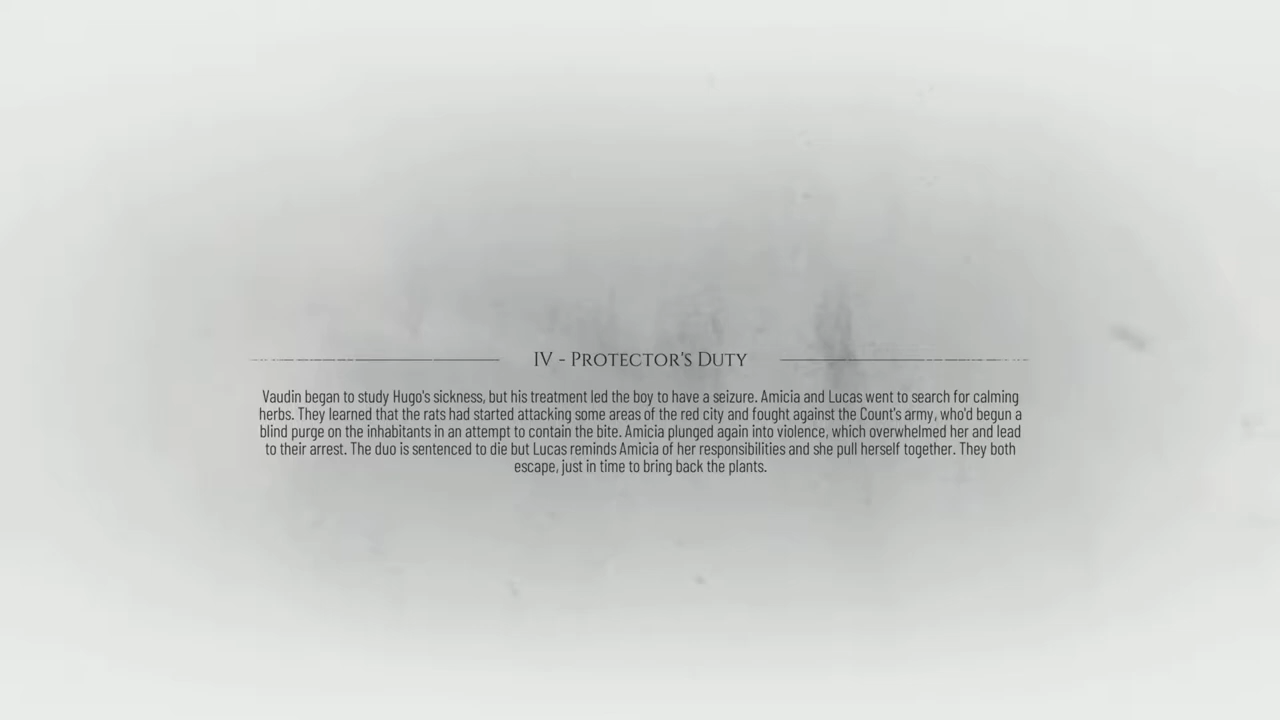 IV - Protector's Duty
Vaudin began to study Hugo's sickness, but his treatment led the boy to have a seizure. Amicia and Lucas went to search for calming
herbs. They learned that the rats had started attacking some areas of the red city and fought against the Count's army, who'd begun a
blind purge on the inhabitants in an attempt to contain the bite. Amicia plunged again into violence, which overwhelmed her and lead
to their arrest. The duo is sentenced to die but Lucas reminds Amicia of her responsibilities and she pull herself together. They both
escape, just in time to bring back the plants.